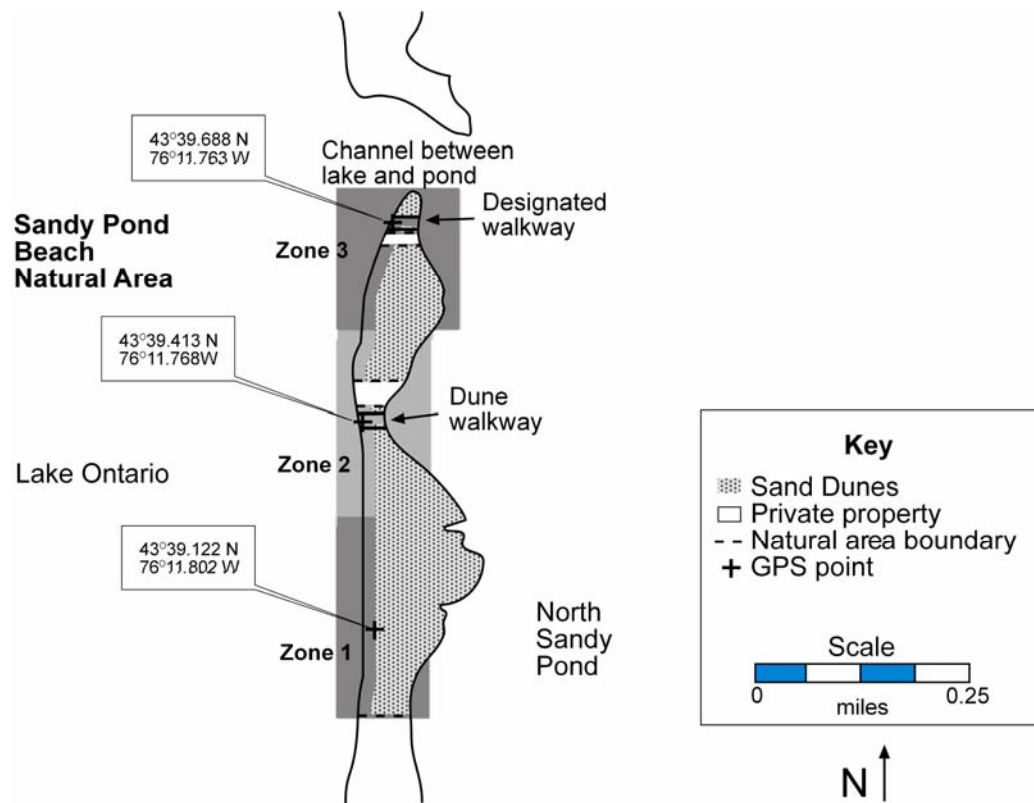 43°39.688 N
76°11.763 W
Channel between
lake and pond
Designated
walkway
Sandy Pond
Beach
Natural Area
Zone 3
43°39.413 N
76°11.768W
Dune
walkway
Zone 2
Lake Ontario
43°39.122 N
76°11.802 W
Zone 1
North
Sandy
Pond
Key
Sand Dunes
Private property
Natural area boundary
GPS point
Scale
0 0.25
miles
N